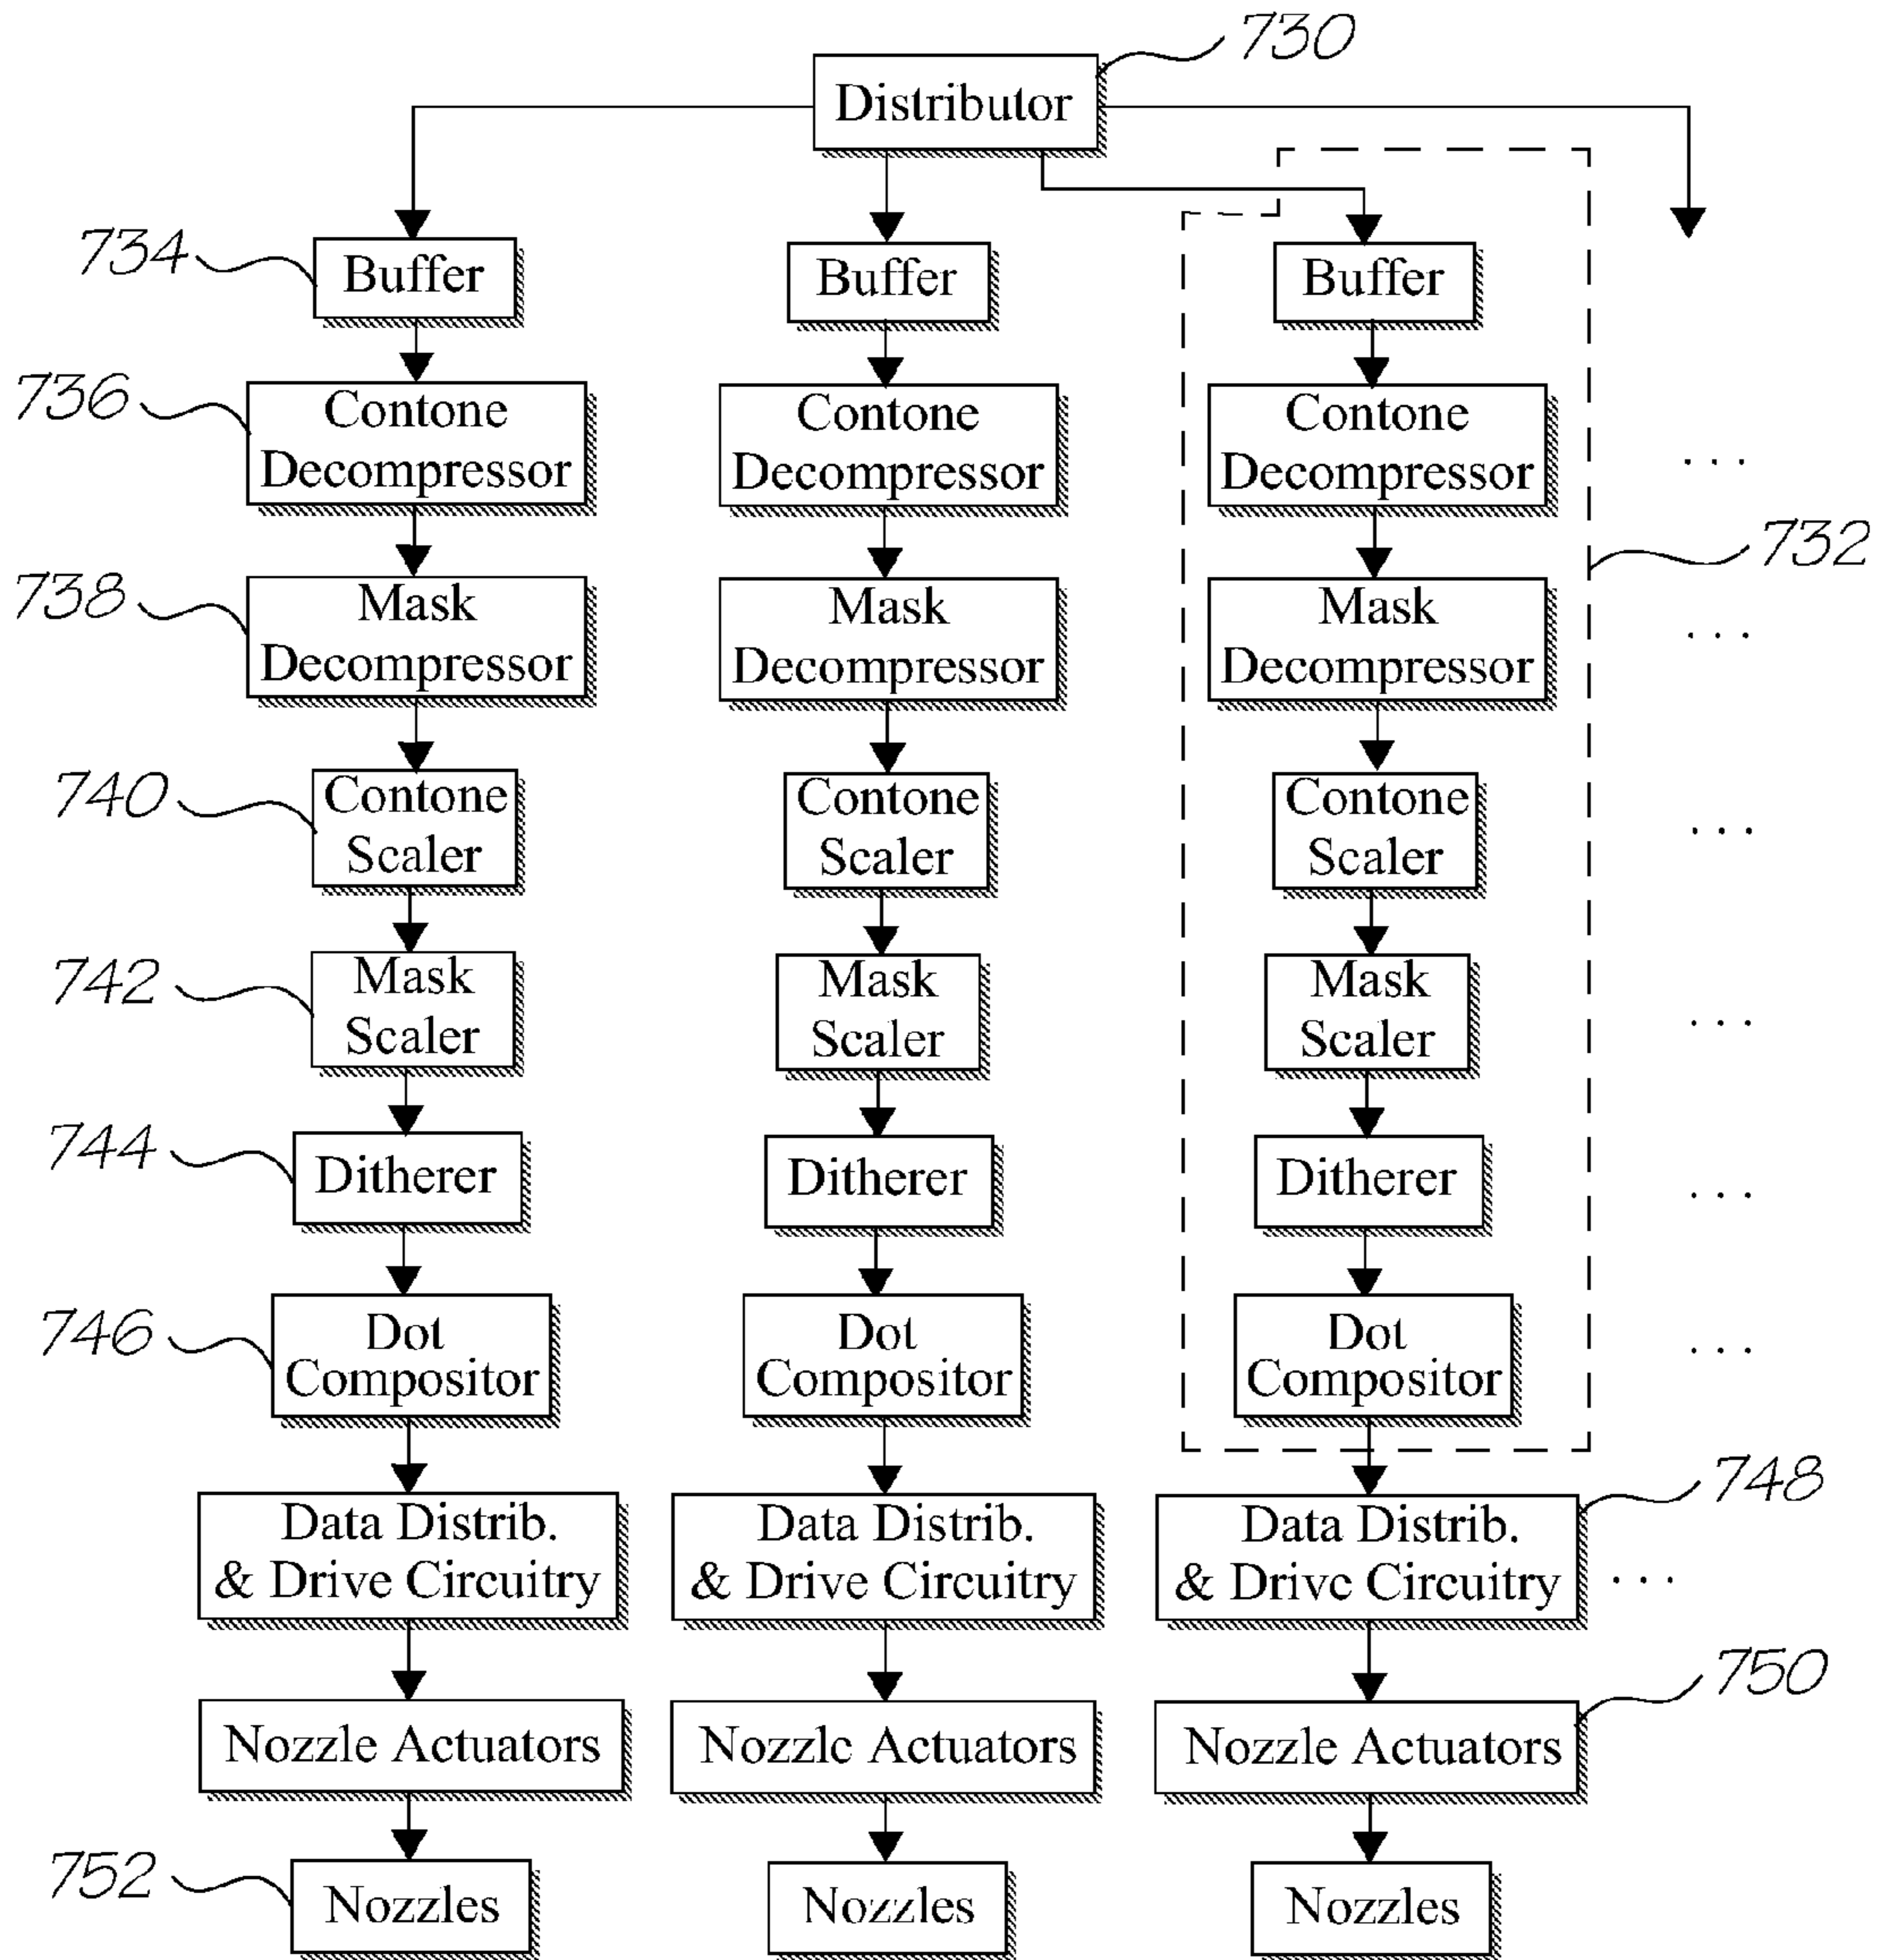 730
Distributor
734
Buffer
Buffer
Buffer
736
Contone
Decompressor
Contone
Decompressor
Contone
Decompressor
. . .
732
738
Mask
Decompressor
Mask
Decompressor
Mask
Decompressor
. . .
740
Contone
Scaler
Contone
Scaler
Contone
Scaler
. . .
742
Mask
Scaler
Mask
Scaler
Mask
Scaler
. . .
744
Ditherer
Ditherer
Ditherer
. . .
746
Dot
Compositor
Dot
Compositor
Dot
Compositor
. . .
748
Data Distrib.
& Drive Circuitry
Data Distrib.
& Drive Circuitry
Data Distrib.
& Drive Circuitry
. . .
750
Nozzle Actuators
Nozzle Actuators
Nozzle Actuators
752
Nozzles
Nozzles
Nozzles